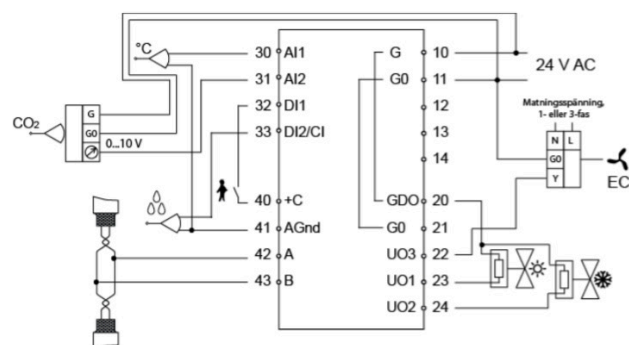 °C
30 AI1
31 AI2
32 DI1
33 DI2/CI
40 +C
41 AGnd
42 A
43 B
CO₂
G
G0
0...10 V
G 10
G0 11
12
13
14
GDO 20
G0 21
UO3 22
UO1 23
UO2 24
24 V AC
Matningsspänning,
1- eller 3-fas
N L
G0
Y
EC